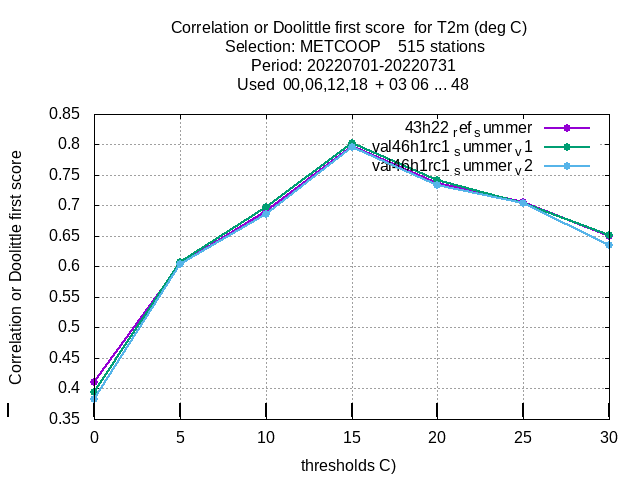 Correlation or Doolittle first score  for T2m (deg C)
Selection: METCOOP    515 stations
Period: 20220701-20220731
Used  00,06,12,18  + 03 06 ... 48
Correlation or Doolittle first score
0.85
0.8
0.75
0.7
0.65
0.6
0.55
0.5
0.45
0.4
0.35
43h22 ref summer
val46h1rc1 summer v1
val46h1rc1 summer v2
0 5 10 15 20 25 30
thresholds C)